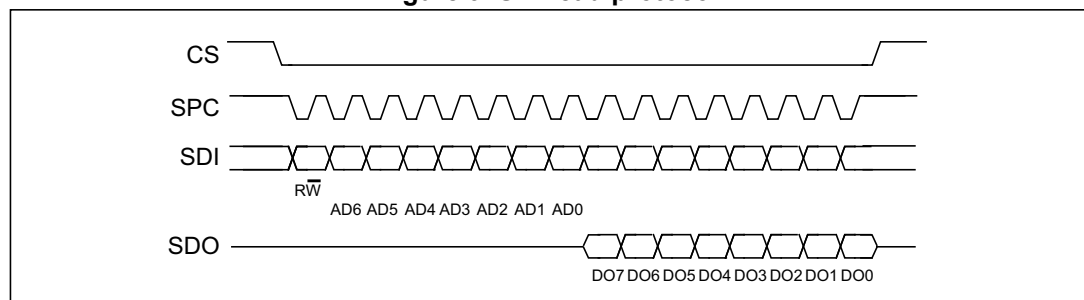 CS
SPC
SDI
RW̅
AD6 AD5 AD4 AD3 AD2 AD1 AD0
SDO
DO7 DO6 DO5 DO4 DO3 DO2 DO1 DO0